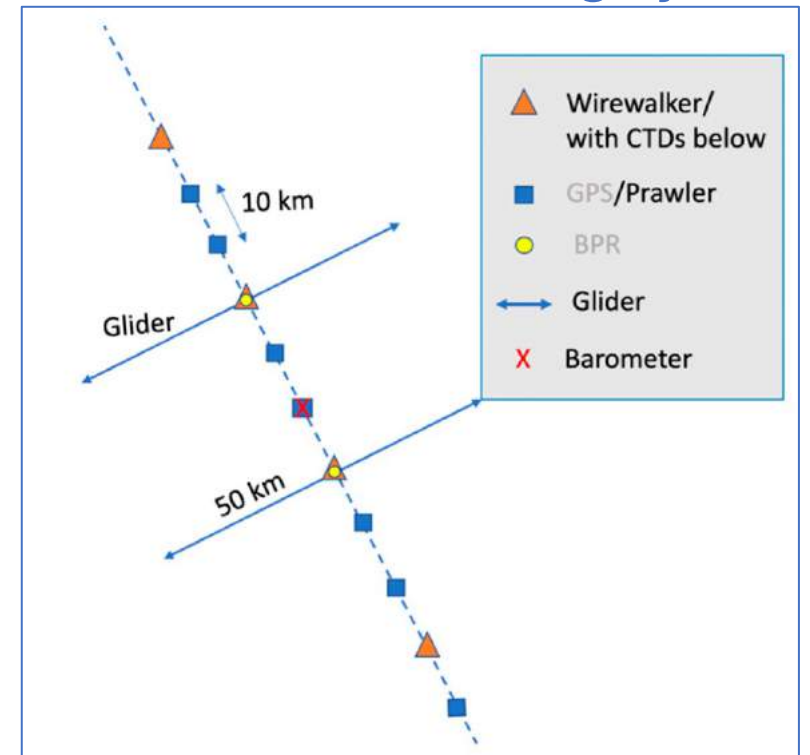 Wirewalker/
with CTDs below
GPS/Prawler
BPR
Glider
X Barometer
10 km
Glider
50 km
X